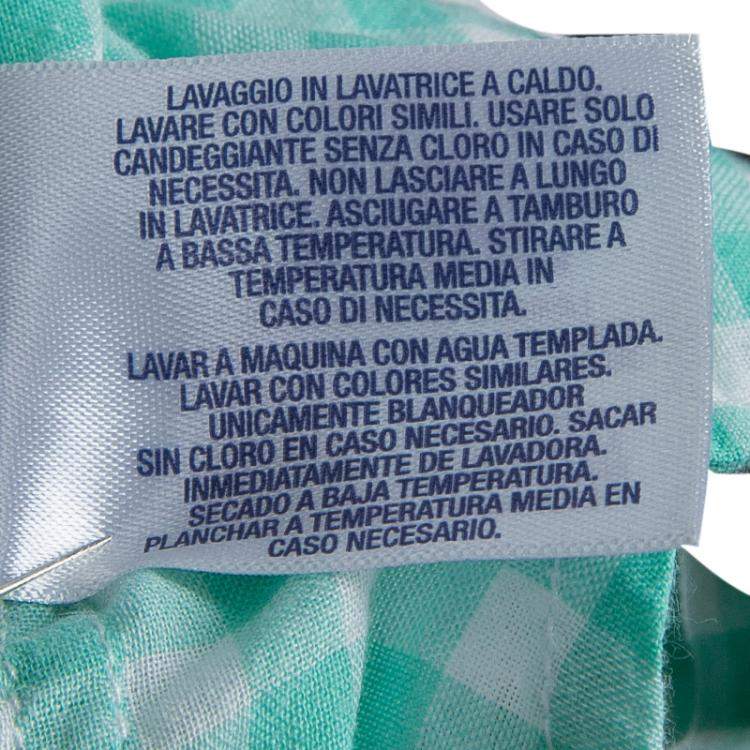 LAVAGGIO IN LAVATRICE A CALDO.
LAVARE CON COLORI SIMILI. USARE SOLO
CANDEGGIANTE SENZA CLORO IN CASO DI
NECESSITA. NON LASCIARE A LUNGO
IN LAVATRICE. ASCIUGARE A TAMBURO
A BASSA TEMPERATURA. STIRARE A
TEMPERATURA MEDIA IN
CASO DI NECESSITA.
LAVAR A MAQUINA CON AGUA TEMPLADA.
LAVAR CON COLORES SIMILARES.
UNICAMENTE BLANQUEADOR
SIN CLORO EN CASO NECESARIO. SACAR
INMEDIATAMENTE DE LAVADORA.
SECADO A BAJA TEMPERATURA.
PLANCHAR A TEMPERATURA MEDIA EN
CASO NECESARIO.